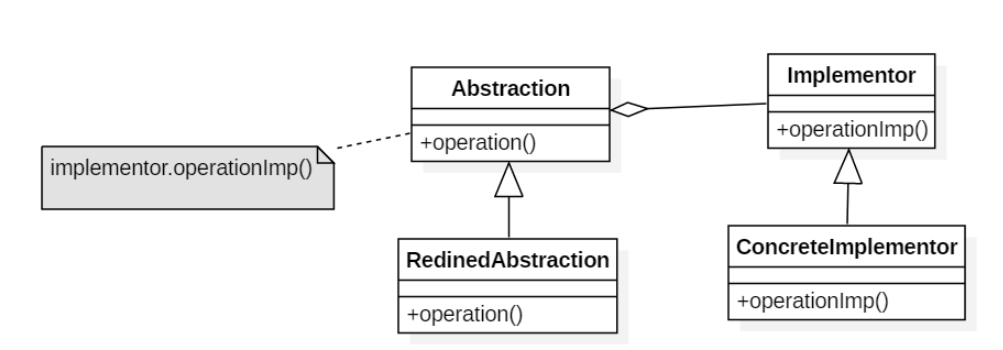 Abstraction
+operation()
Implementor
+operationImp()
implementor.operationImp()
RedinedAbstraction
+operation()
ConcreteImplementor
+operationImp()